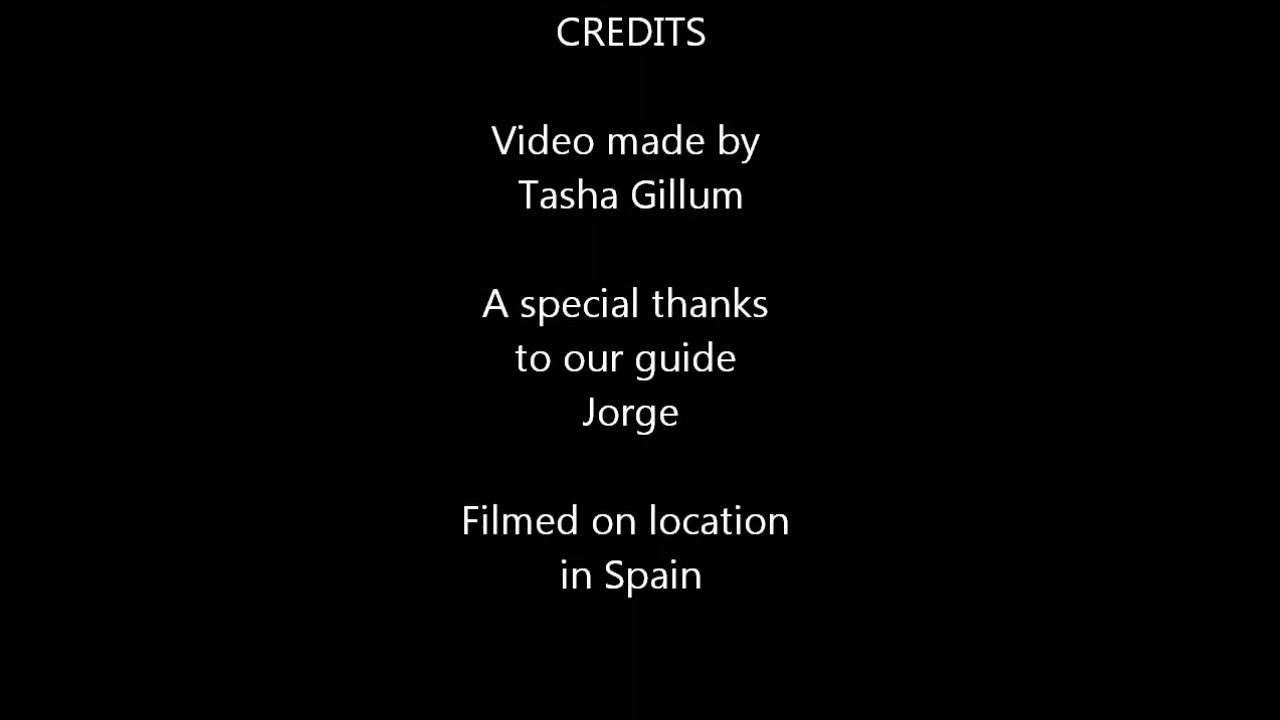 CREDITS
Video made by
Tasha Gillum
A special thanks
to our guide
Jorge
Filmed on location
in Spain